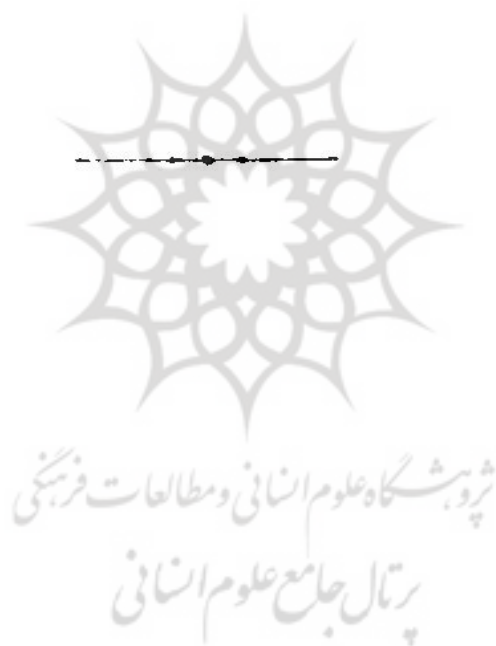 پژوهشگاه علوم انسانی و مطالعات فرهنگی
پرتال جامع علوم انسانی